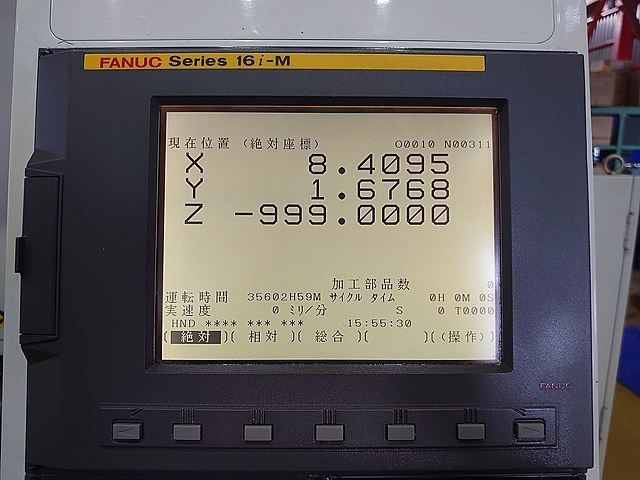 FANUC Series 16i-M
現在位置 (絶対座標) O0010 N00311
X 8.4095
Y 1.6768
Z -999.0000
加工部品数 0
運転時間 35602H59M サイクル タイム 0H 0M 0S
実速度 0 ミリ/分 S 0 T0000
HND **** *** *** 15:55:30
[ 絶対 ][ 相対 ][ 総合 ][ ][ (操作) ]
FANUC